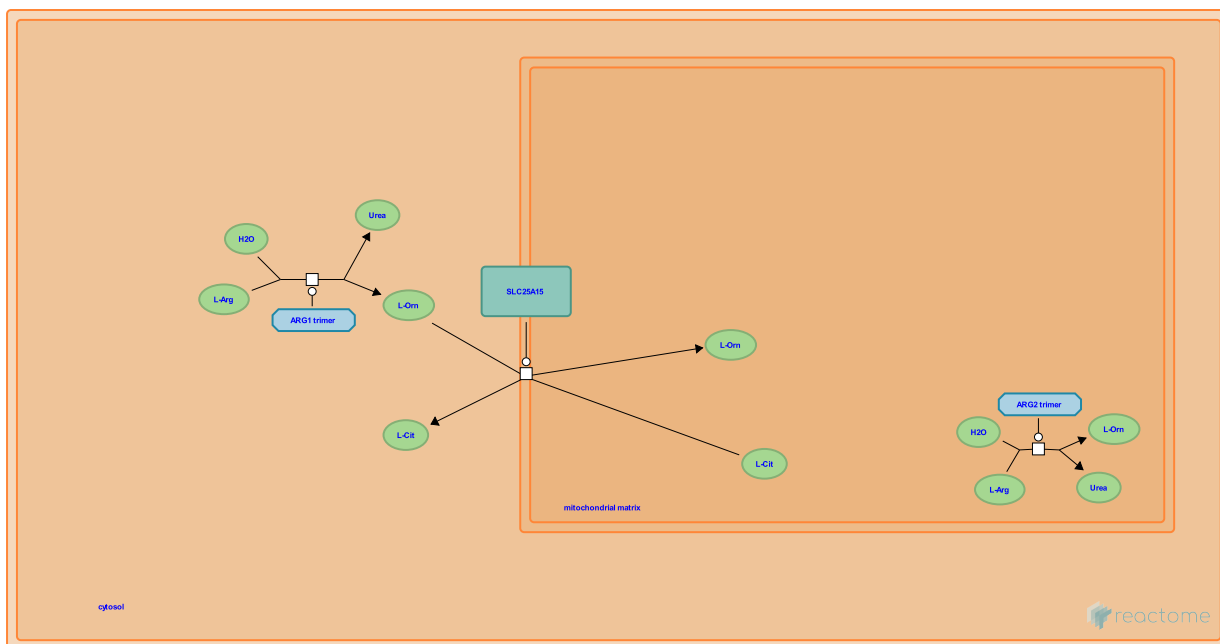 Urea
H2O
SLC25A15
L-Arg
L-Orn
ARG1 trimer
L-Orn
ARG2 trimer
L-Cit
H2O
L-Orn
L-Cit
L-Arg
Urea
mitochondrial matrix
cytosol
reactome